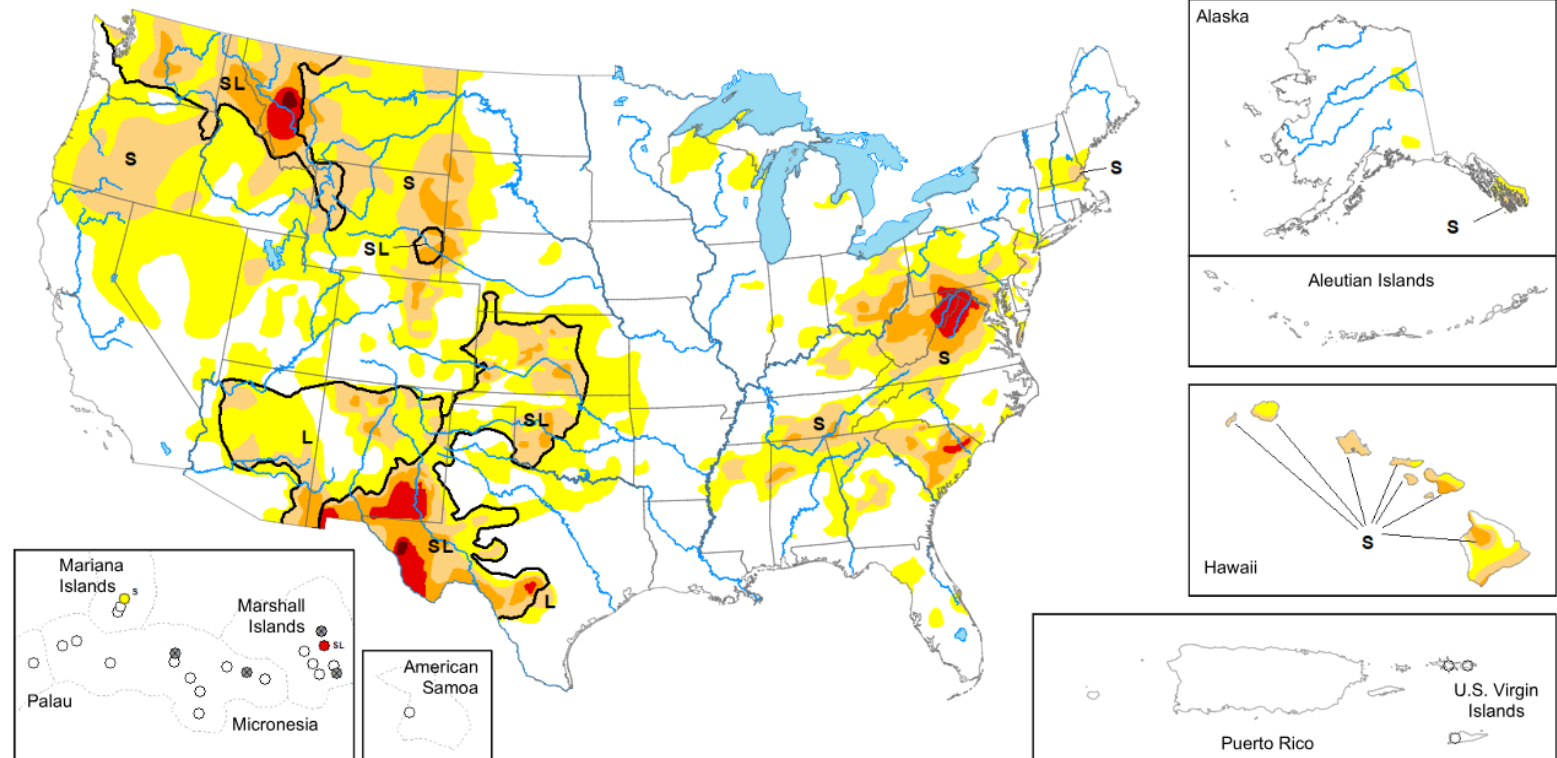 Alaska
S
Aleutian Islands
SL
S
S
SL
S
S
S
SL
L
SL
L
S
Hawaii
Mariana
Islands
S
Marshall
Islands
SL
Palau
Micronesia
American
Samoa
U.S. Virgin
Islands
Puerto Rico